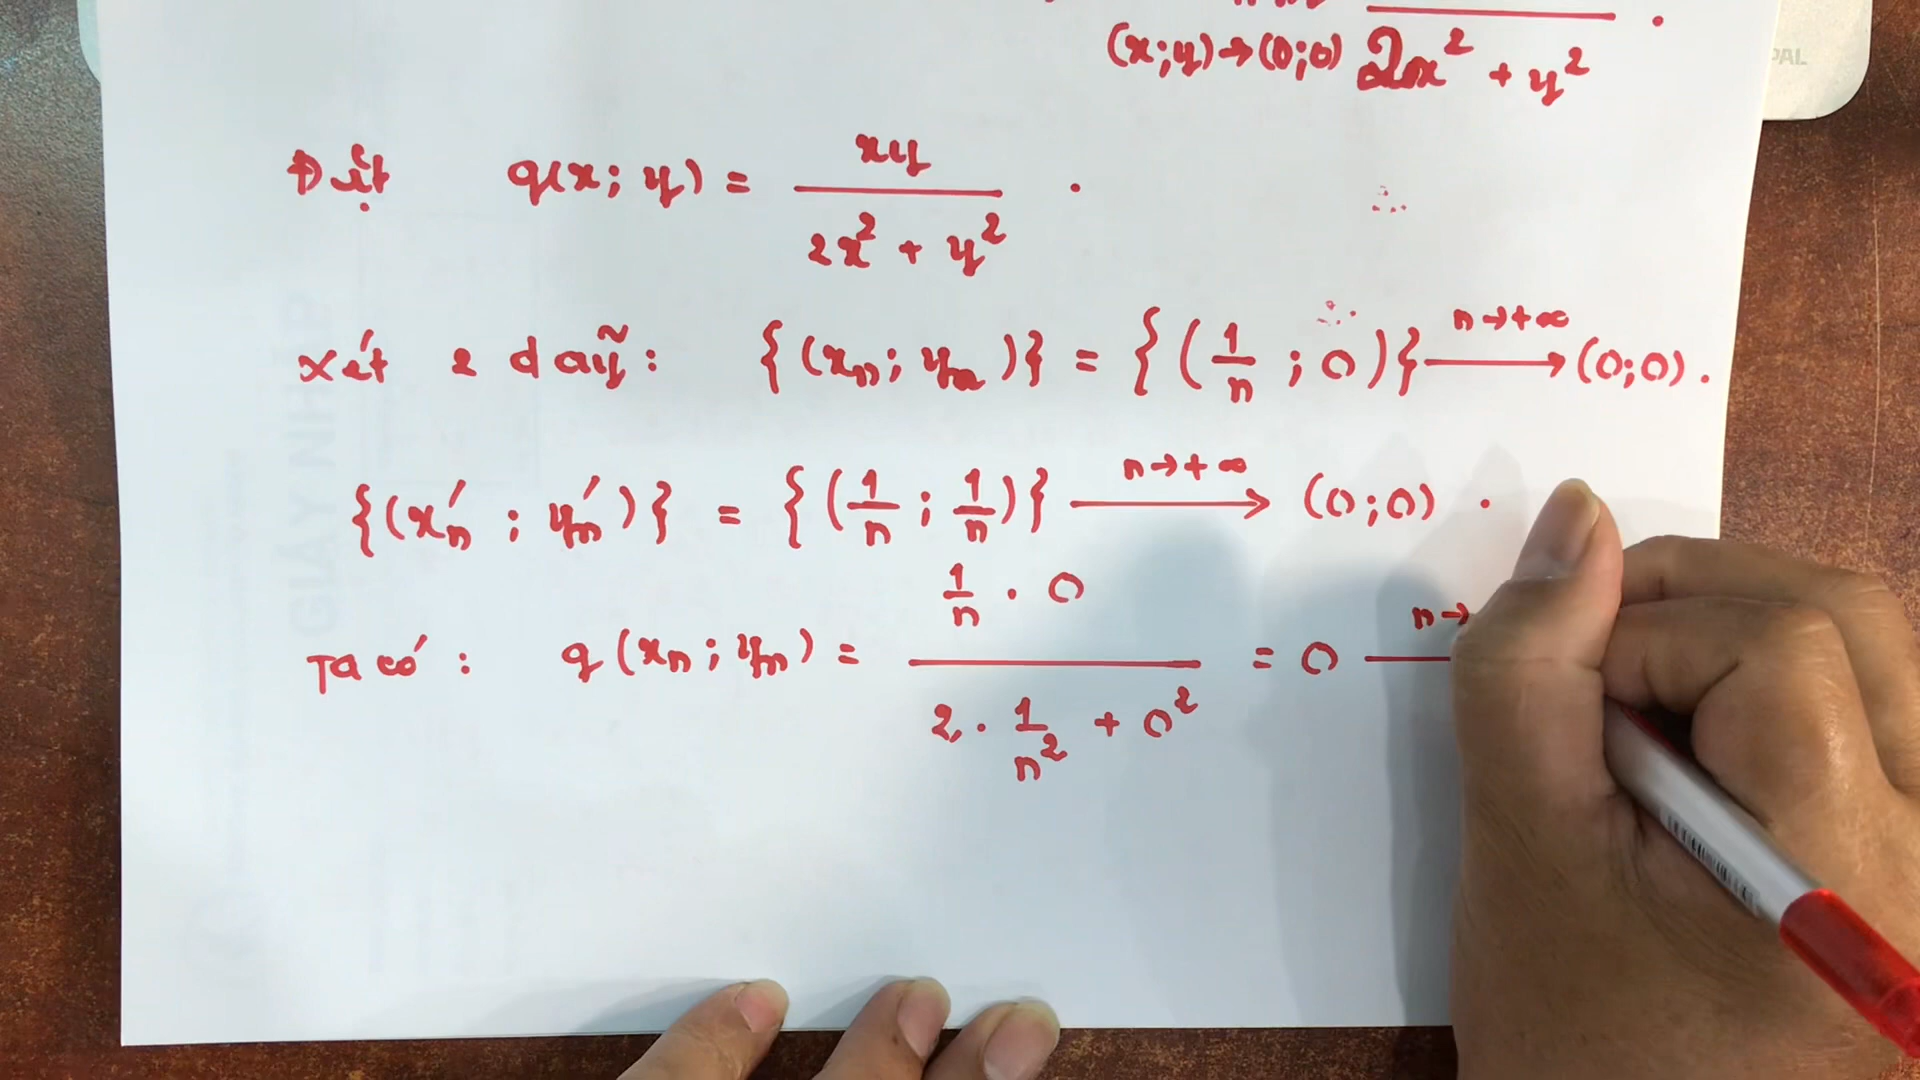 (x;y)→(0;0) 2x² + y² .
Đặt g(x; y) = xy / (2x² + y²) .
xét 2 dãy: {(xₙ; yₙ)} = {(1/n ; 0)} n→+∞ ⟶ (0;0).
{(x′ₙ ; y′ₙ)} = {(1/n ; 1/n)} n→+∞ ⟶ (0;0) .
Ta có : g(xₙ; yₙ) = (1/n . 0) / (2 . 1/n² + 0²) = 0 n→